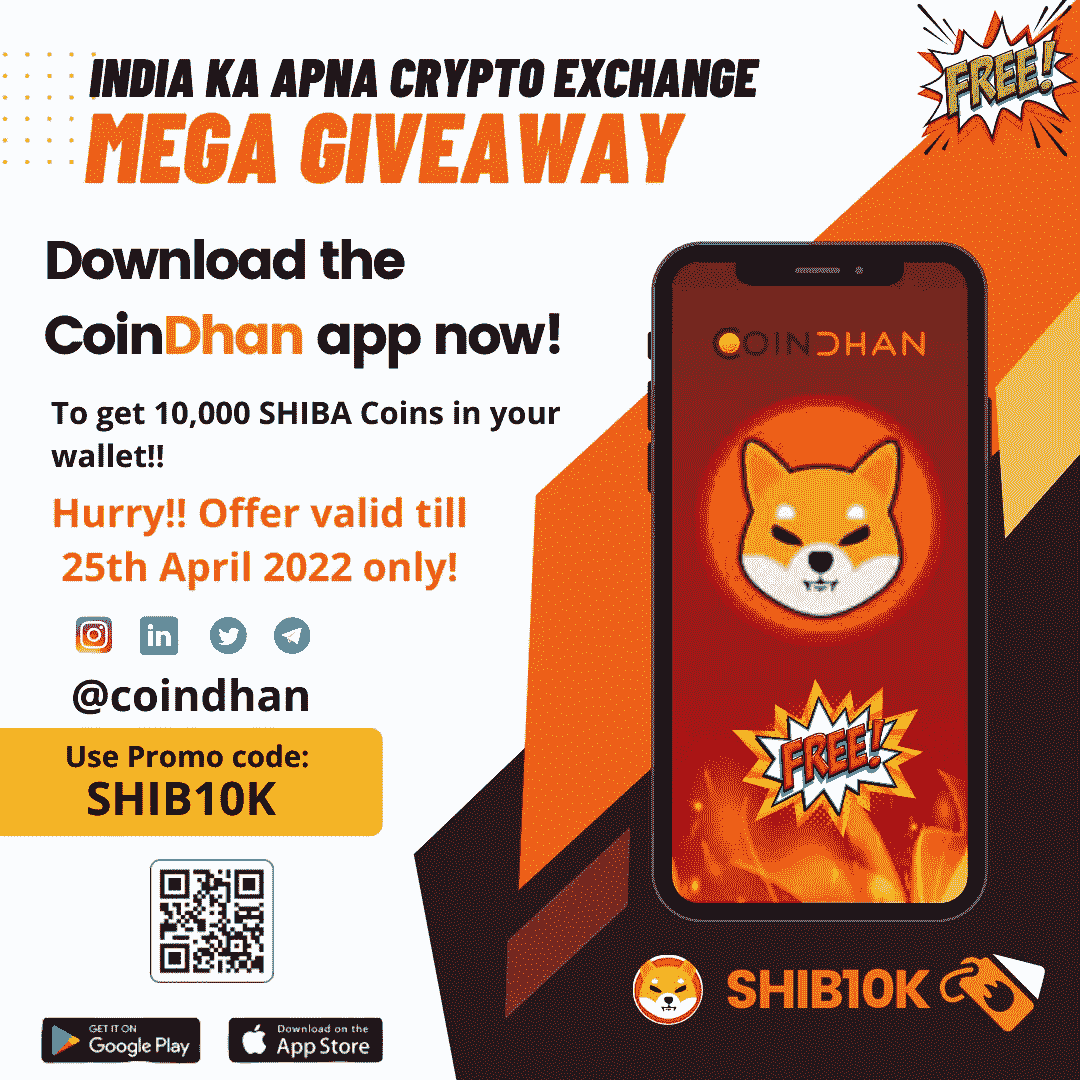 INDIA KA APNA CRYPTO EXCHANGE
FREE!
MEGA GIVEAWAY
Download the
CoinDhan app now!
To get 10,000 SHIBA Coins in your
wallet!!
Hurry!! Offer valid till
25th April 2022 only!
in
@coindhan
Use Promo code:
SHIB10K
GET IT ON
Google Play
Download on the
App Store
COINDHAN
FREE!
SHIB10K